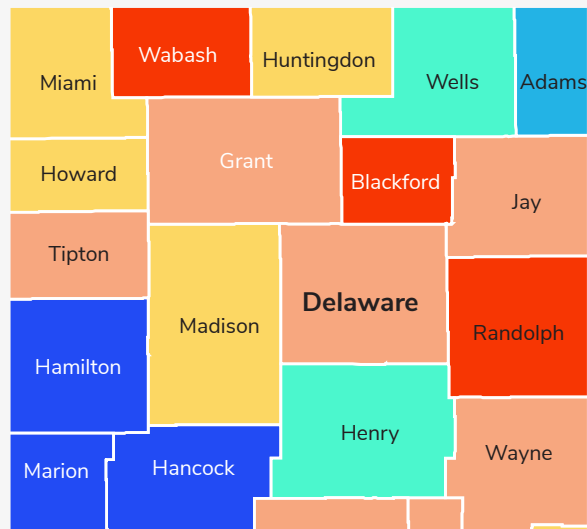 Wabash
Huntingdon
Miami
Wells
Adams
Grant
Howard
Blackford
Jay
Tipton
Delaware
Madison
Randolph
Hamilton
Henry
Wayne
Marion
Hancock